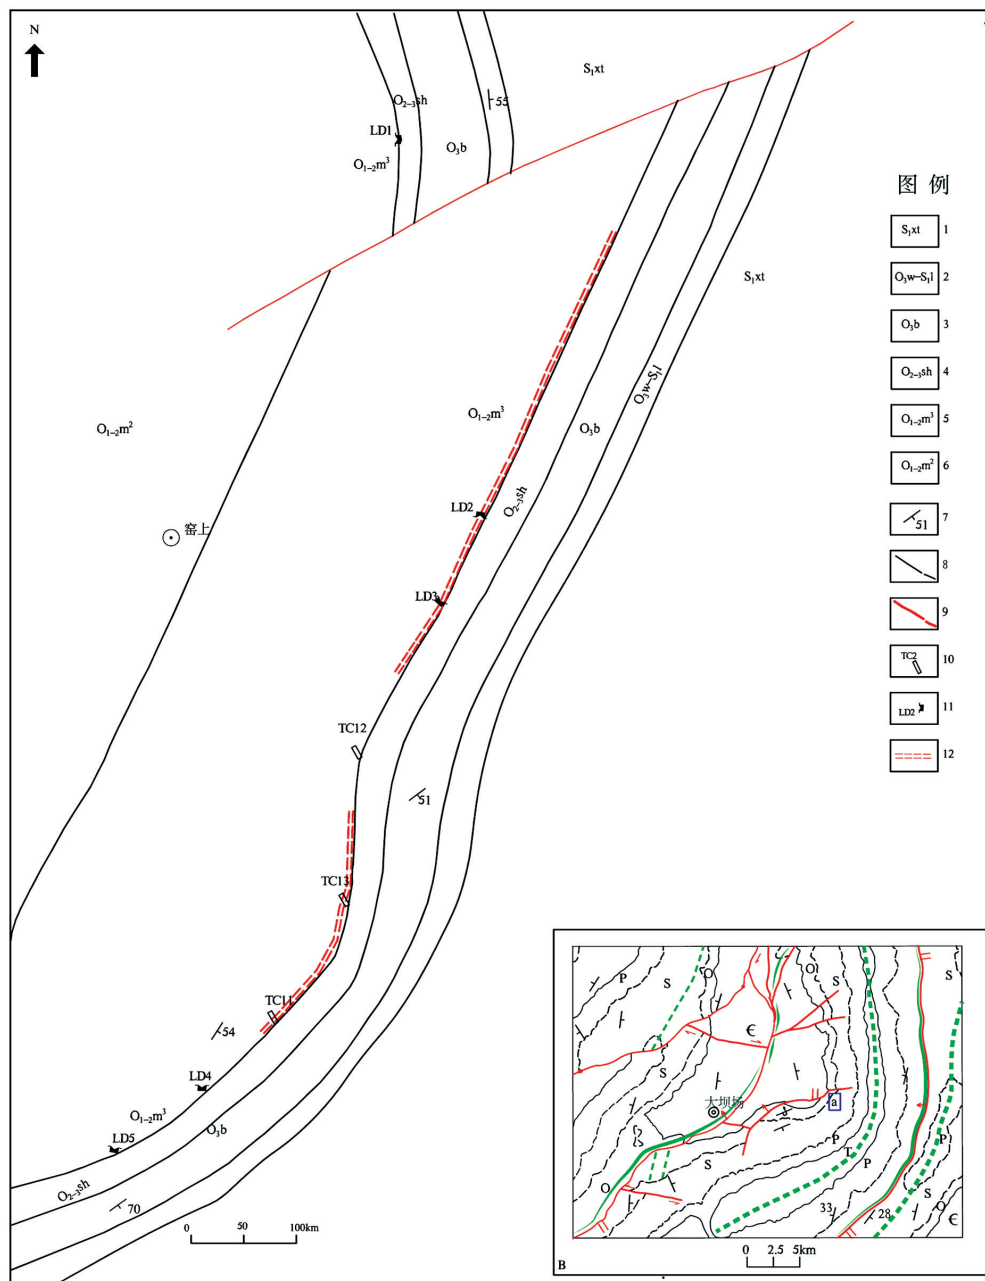 N
S₁xt
O₂₋₃sh
55
LD1
O₃b
O₁₋₂m³
S₁xt
O₃w-S₁l
O₁₋₂m³
O₁₋₂m²
O₃b
O₂₋₃sh
LD2
窑上
LD3
TC12
51
TC13
TC11
54
LD4
O₁₋₂m³
O₃b
LD5
O₂₋₃sh
70
0 50 100km
图 例
S₁xt 1
O₃w-S₁l 2
O₃b 3
O₂₋₃sh 4
O₁₋₂m³ 5
O₁₋₂m² 6
51 7
8
9
TC2 10
LD2 11
12
P O O S S
Є
S
大坝场
a
P
T P P
S
O S
33 28 O
Є
0 2.5 5km
B